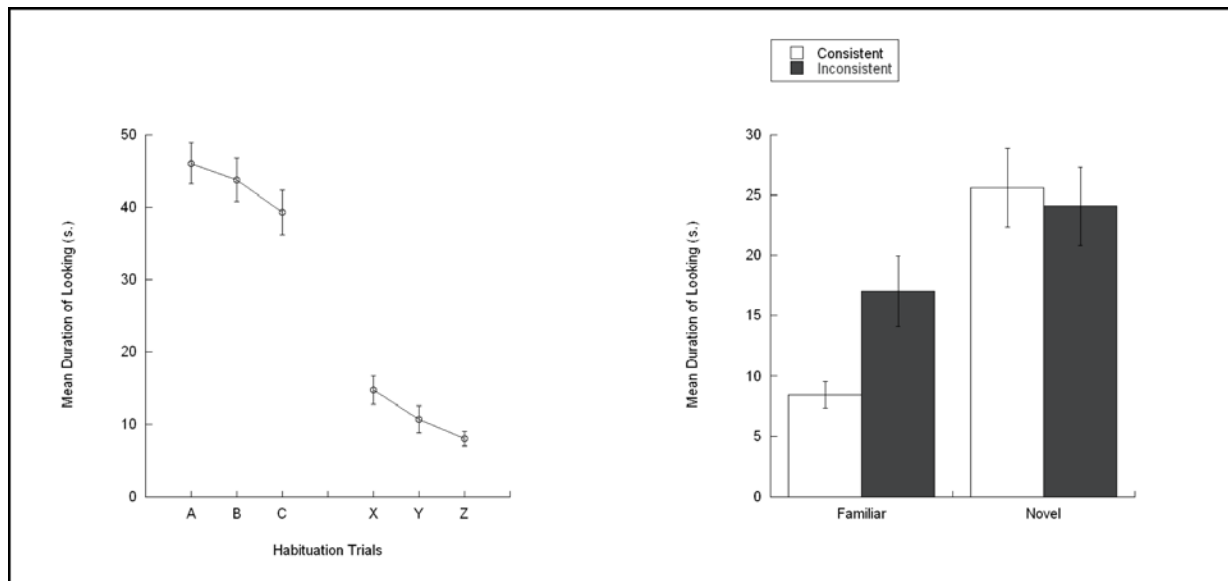 Mean Duration of Looking (s.)
50
40
30
20
10
0
A B C X Y Z
Habituation Trials
Consistent
Inconsistent
Mean Duration of Looking (s.)
30
25
20
15
10
5
0
Familiar Novel